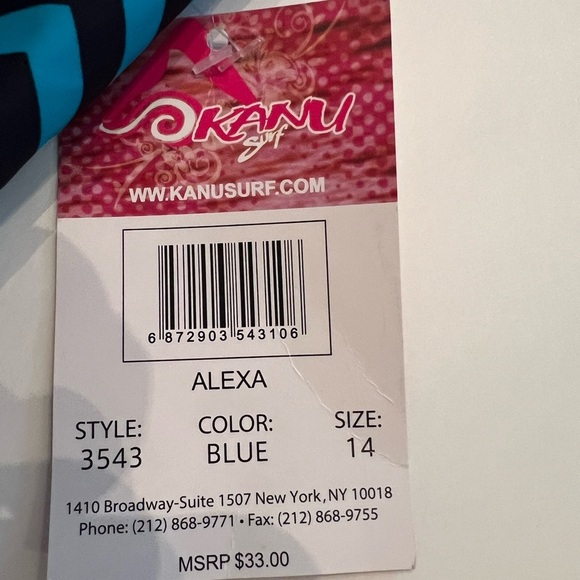 KANU
Surf
WW.KANUSURF.COM
6 872903 543106
ALEXA
STYLE: COLOR: SIZE:
3543 BLUE 14
1410 Broadway-Suite 1507 New York, NY 10018
Phone: (212) 868-9771 • Fax: (212) 868-9755
MSRP $33.00